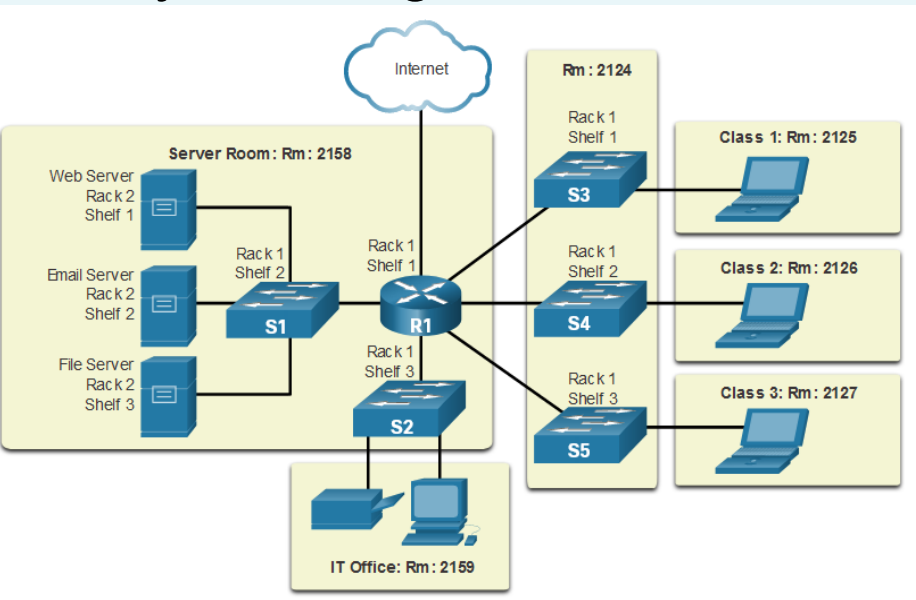 Internet
Server Room: Rm: 2158
Web Server
Rack 2
Shelf 1
Email Server
Rack 2
Shelf 2
File Server
Rack 2
Shelf 3
Rack 1
Shelf 2
S1
Rack 1
Shelf 1
R1
Rack 1
Shelf 3
S2
IT Office: Rm: 2159
Rm: 2124
Rack 1
Shelf 1
S3
Rack 1
Shelf 2
S4
Rack 1
Shelf 3
S5
Class 1: Rm: 2125
Class 2: Rm: 2126
Class 3: Rm: 2127